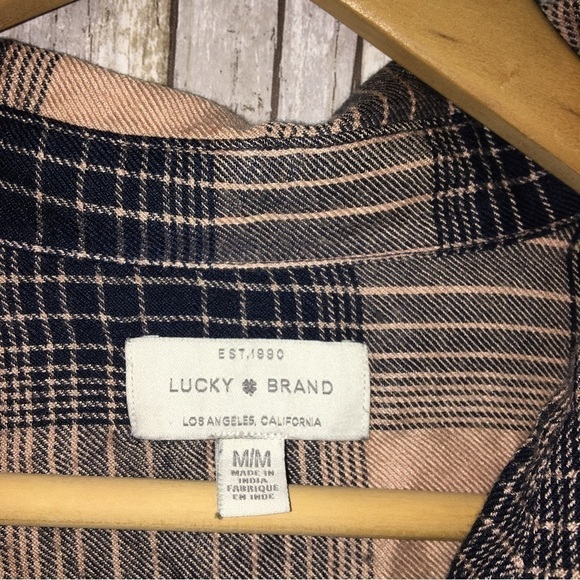 EST.1990
LUCKY BRAND
LOS ANGELES, CALIFORNIA
M/M
MADE IN
INDIA
FABRIQUE
EN INDE